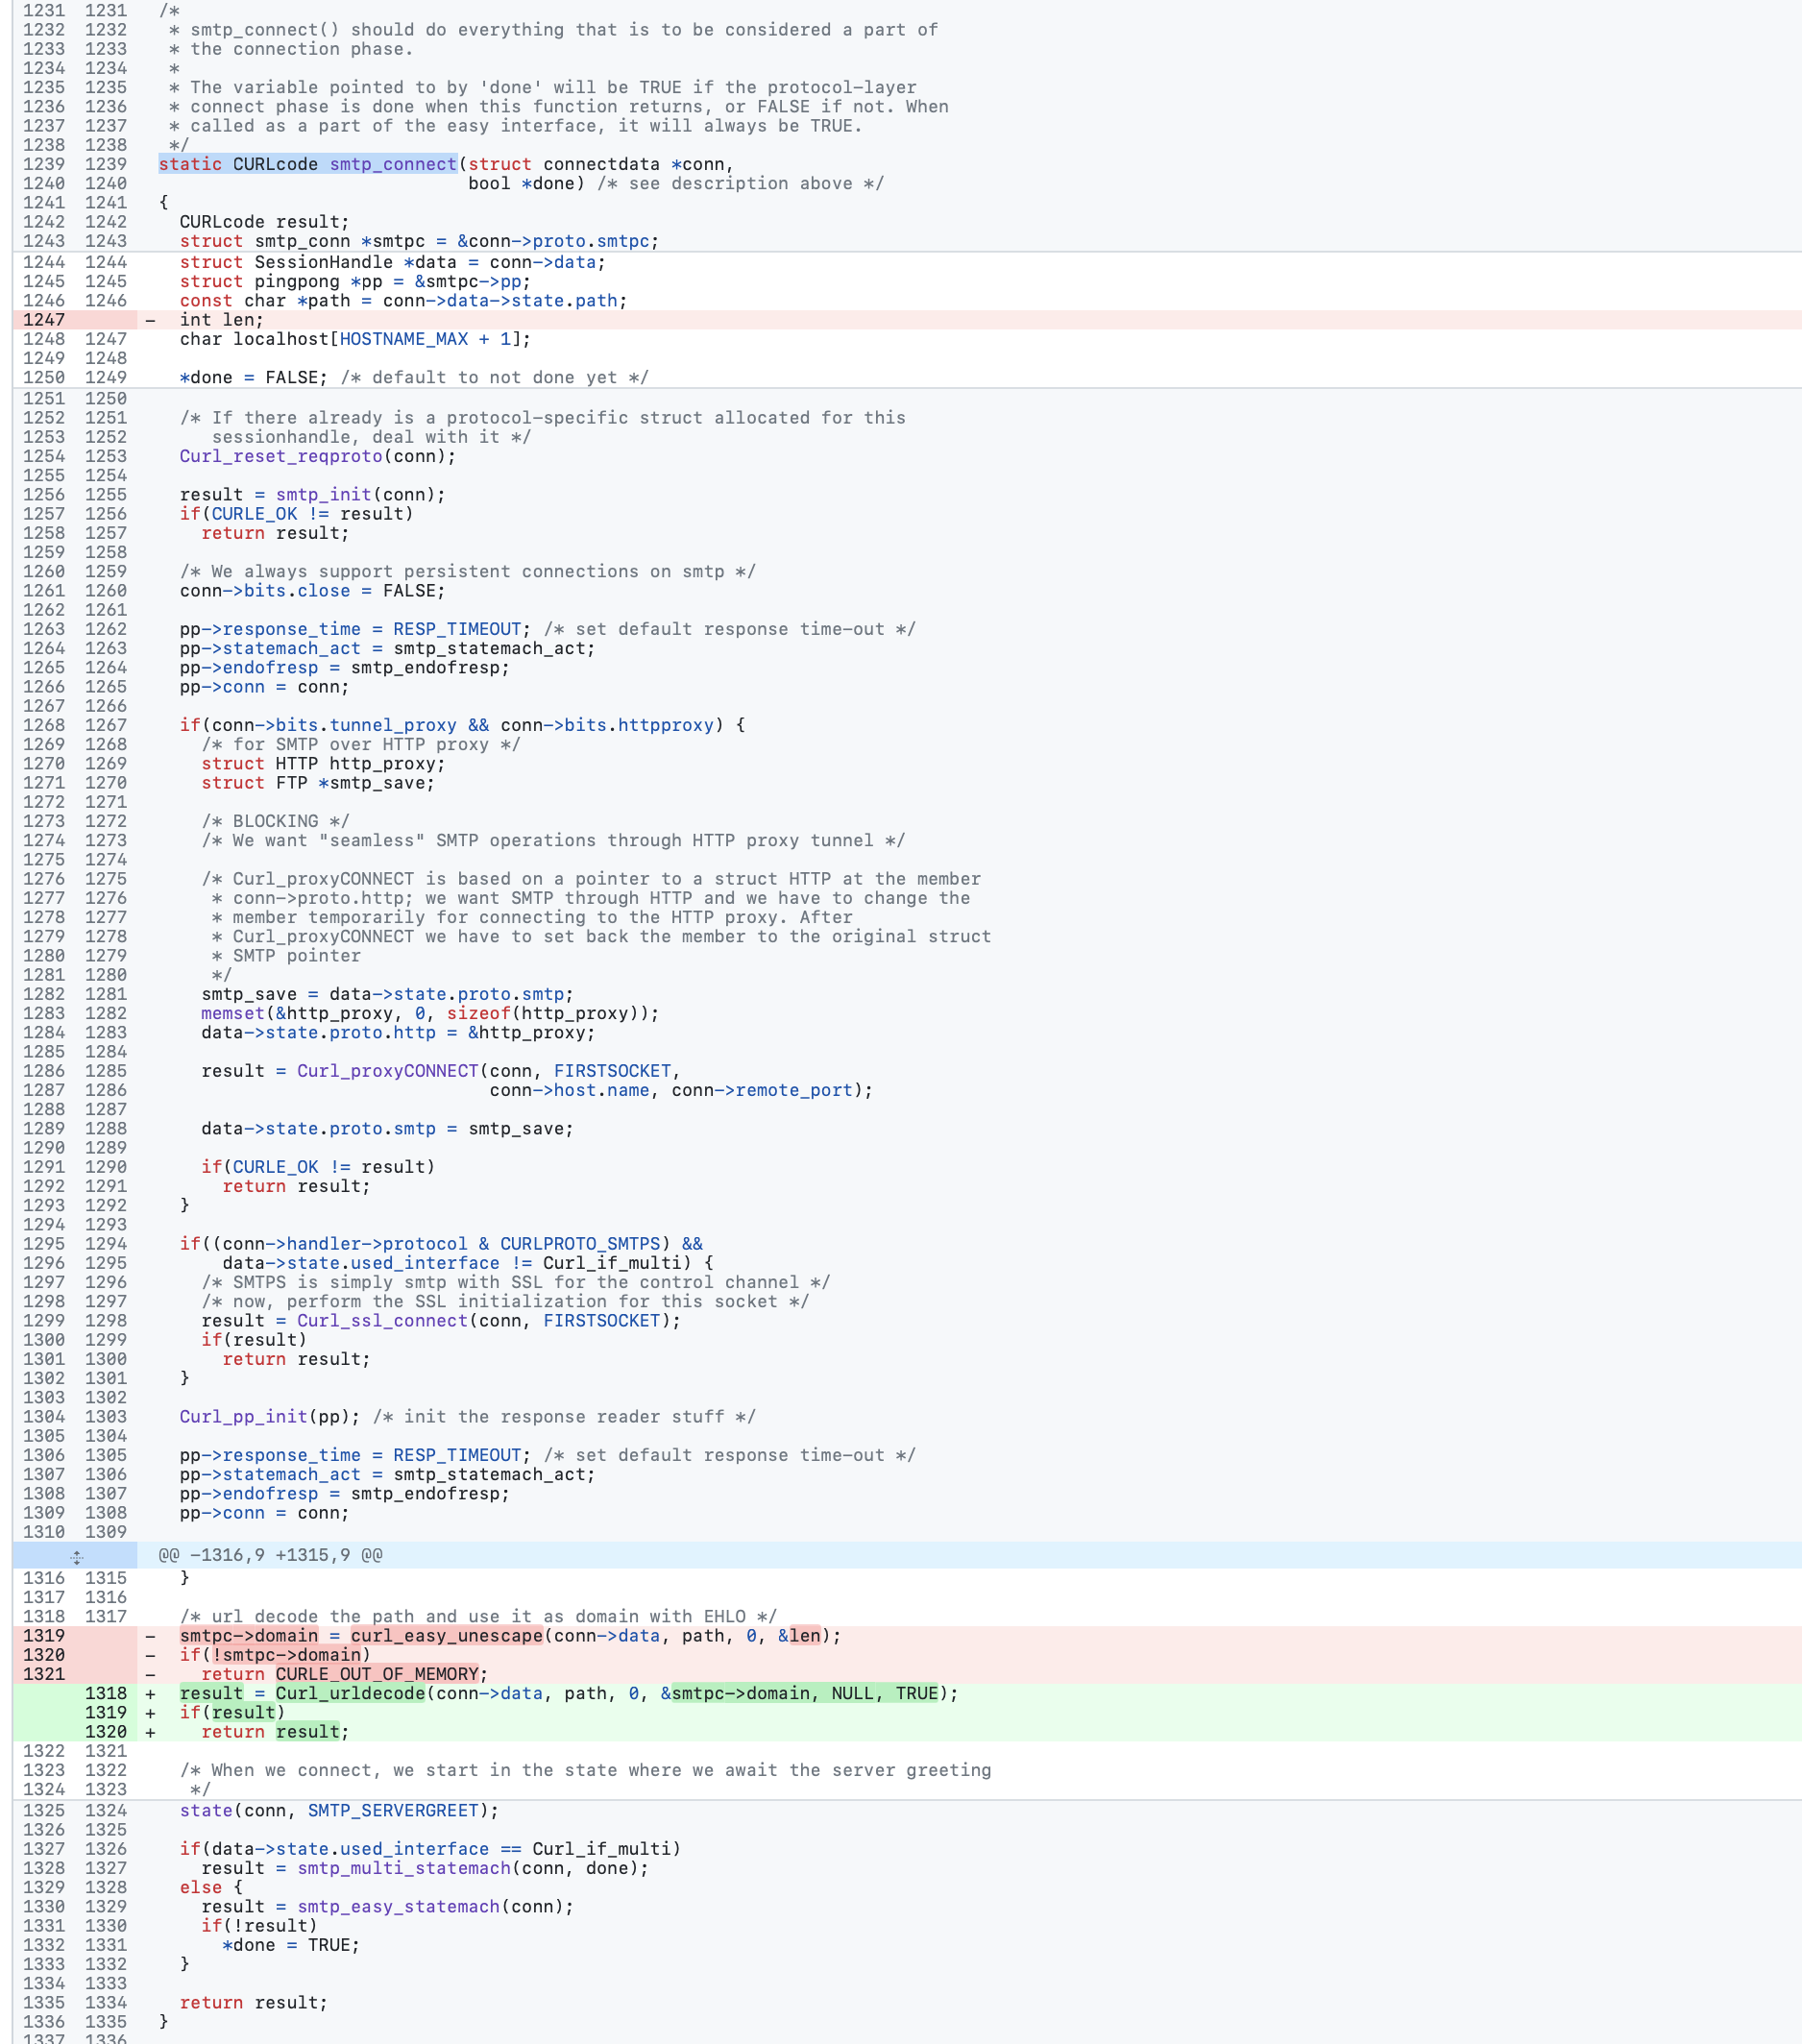 1231 1231 /*
1232 1232  * smtp_connect() should do everything that is to be considered a part of
1233 1233  * the connection phase.
1234 1234  *
1235 1235  * The variable pointed to by 'done' will be TRUE if the protocol-layer
1236 1236  * connect phase is done when this function returns, or FALSE if not. When
1237 1237  * called as a part of the easy interface, it will always be TRUE.
1238 1238  */
1239 1239 static CURLcode smtp_connect(struct connectdata *conn,
1240 1240                              bool *done) /* see description above */
1241 1241 {
1242 1242   CURLcode result;
1243 1243   struct smtp_conn *smtpc = &conn->proto.smtpc;
1244 1244   struct SessionHandle *data = conn->data;
1245 1245   struct pingpong *pp = &smtpc->pp;
1246 1246   const char *path = conn->data->state.path;
1247 -   int len;
1248 1247   char localhost[HOSTNAME_MAX + 1];
1249 1248
1250 1249   *done = FALSE; /* default to not done yet */
1251 1250
1252 1251   /* If there already is a protocol-specific struct allocated for this
1253 1252      sessionhandle, deal with it */
1254 1253   Curl_reset_reqproto(conn);
1255 1254
1256 1255   result = smtp_init(conn);
1257 1256   if(CURLE_OK != result)
1258 1257     return result;
1259 1258
1260 1259   /* We always support persistent connections on smtp */
1261 1260   conn->bits.close = FALSE;
1262 1261
1263 1262   pp->response_time = RESP_TIMEOUT; /* set default response time-out */
1264 1263   pp->statemach_act = smtp_statemach_act;
1265 1264   pp->endofresp = smtp_endofresp;
1266 1265   pp->conn = conn;
1267 1266
1268 1267   if(conn->bits.tunnel_proxy && conn->bits.httpproxy) {
1269 1268     /* for SMTP over HTTP proxy */
1270 1269     struct HTTP http_proxy;
1271 1270     struct FTP *smtp_save;
1272 1271
1273 1272     /* BLOCKING */
1274 1273     /* We want "seamless" SMTP operations through HTTP proxy tunnel */
1275 1274
1276 1275     /* Curl_proxyCONNECT is based on a pointer to a struct HTTP at the member
1277 1276      * conn->proto.http; we want SMTP through HTTP and we have to change the
1278 1277      * member temporarily for connecting to the HTTP proxy. After
1279 1278      * Curl_proxyCONNECT we have to set back the member to the original struct
1280 1279      * SMTP pointer
1281 1280      */
1282 1281     smtp_save = data->state.proto.smtp;
1283 1282     memset(&http_proxy, 0, sizeof(http_proxy));
1284 1283     data->state.proto.http = &http_proxy;
1285 1284
1286 1285     result = Curl_proxyCONNECT(conn, FIRSTSOCKET,
1287 1286                                conn->host.name, conn->remote_port);
1288 1287
1289 1288     data->state.proto.smtp = smtp_save;
1290 1289
1291 1290     if(CURLE_OK != result)
1292 1291       return result;
1293 1292   }
1294 1293
1295 1294   if((conn->handler->protocol & CURLPROTO_SMTPS) &&
1296 1295       data->state.used_interface != Curl_if_multi) {
1297 1296     /* SMTPS is simply smtp with SSL for the control channel */
1298 1297     /* now, perform the SSL initialization for this socket */
1299 1298     result = Curl_ssl_connect(conn, FIRSTSOCKET);
1300 1299     if(result)
1301 1300       return result;
1302 1301   }
1303 1302
1304 1303   Curl_pp_init(pp); /* init the response reader stuff */
1305 1304
1306 1305   pp->response_time = RESP_TIMEOUT; /* set default response time-out */
1307 1306   pp->statemach_act = smtp_statemach_act;
1308 1307   pp->endofresp = smtp_endofresp;
1309 1308   pp->conn = conn;
1310 1309
@@ -1316,9 +1315,9 @@
1316 1315   }
1317 1316
1318 1317   /* url decode the path and use it as domain with EHLO */
1319 -   smtpc->domain = curl_easy_unescape(conn->data, path, 0, &len);
1320 -   if(!smtpc->domain)
1321 -     return CURLE_OUT_OF_MEMORY;
1318 +   result = Curl_urldecode(conn->data, path, 0, &smtpc->domain, NULL, TRUE);
1319 +   if(result)
1320 +     return result;
1322 1321
1323 1322   /* When we connect, we start in the state where we await the server greeting
1324 1323    */
1325 1324   state(conn, SMTP_SERVERGREET);
1326 1325
1327 1326   if(data->state.used_interface == Curl_if_multi)
1328 1327     result = smtp_multi_statemach(conn, done);
1329 1328   else {
1330 1329     result = smtp_easy_statemach(conn);
1331 1330     if(!result)
1332 1331       *done = TRUE;
1333 1332   }
1334 1333
1335 1334   return result;
1336 1335 }
1337 1336